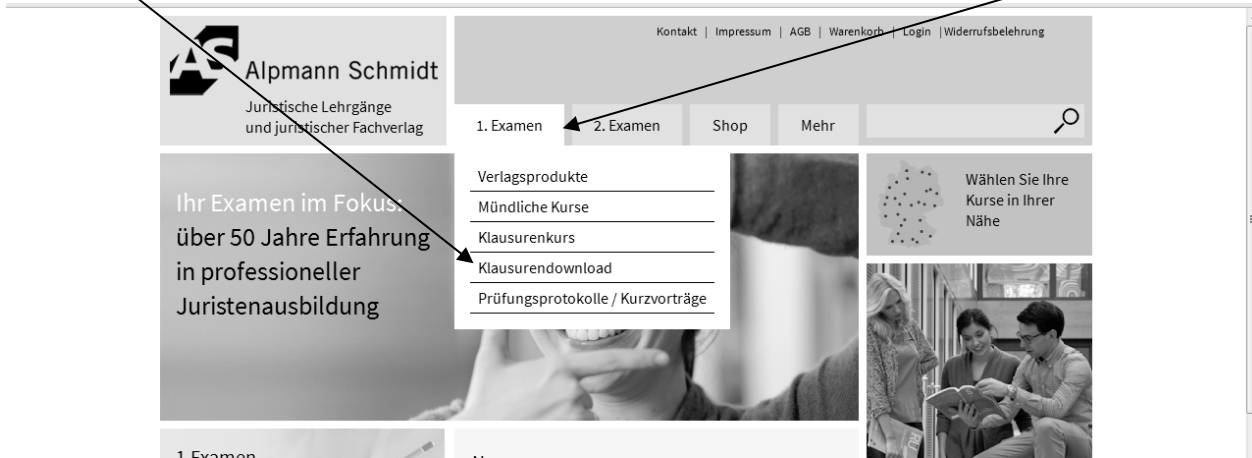 Kontakt | Impressum | AGB | Warenkorb | Login | Widerrufsbelehrung
AS
Alpmann Schmidt
Juristische Lehrgänge
und juristischer Fachverlag
1. Examen
2. Examen
Shop
Mehr
Verlagsprodukte
Mündliche Kurse
Klausurenkurs
Klausurendownload
Prüfungsprotokolle / Kurzvorträge
Ihr Examen im Fokus:
über 50 Jahre Erfahrung
in professioneller
Juristenausbildung
Wählen Sie Ihre
Kurse in Ihrer
Nähe
1.Examen